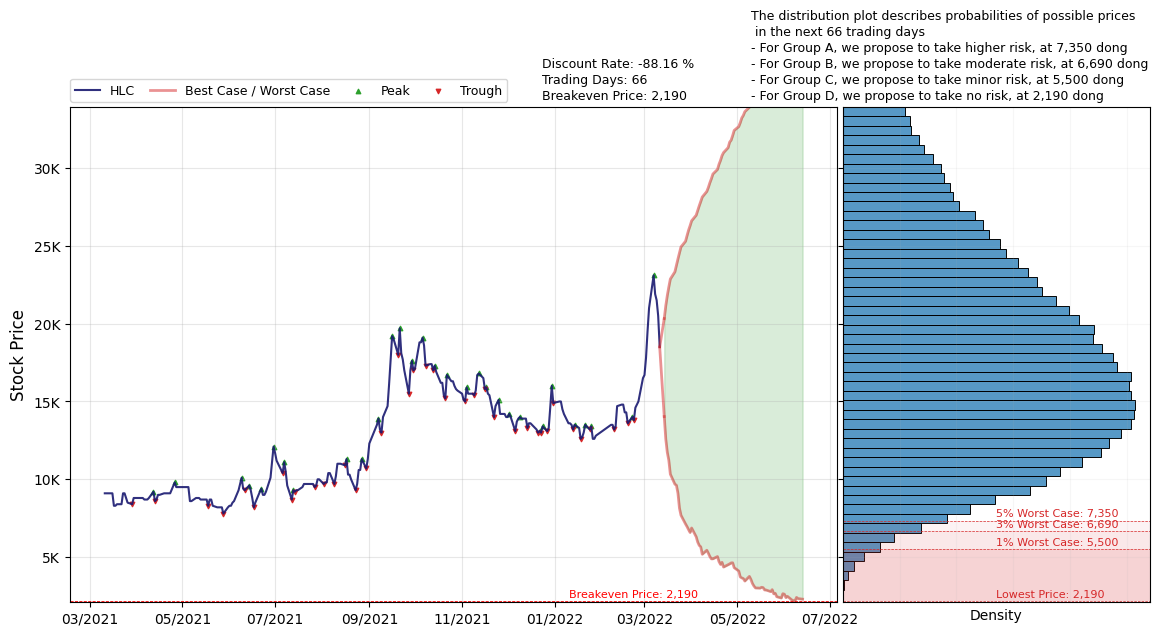 The distribution plot describes probabilities of possible prices
in the next 66 trading days
- For Group A, we propose to take higher risk, at 7,350 dong
- For Group B, we propose to take moderate risk, at 6,690 dong
- For Group C, we propose to take minor risk, at 5,500 dong
- For Group D, we propose to take no risk, at 2,190 dong
Discount Rate: -88.16 %
Trading Days: 66
Breakeven Price: 2,190
HLC Best Case / Worst Case Peak Trough
Stock Price
30K
25K
20K
15K
10K
5K
5% Worst Case: 7,350
3% Worst Case: 6,690
1% Worst Case: 5,500
Lowest Price: 2,190
Breakeven Price: 2,190
03/2021 05/2021 07/2021 09/2021 11/2021 01/2022 03/2022 05/2022 07/2022
Density